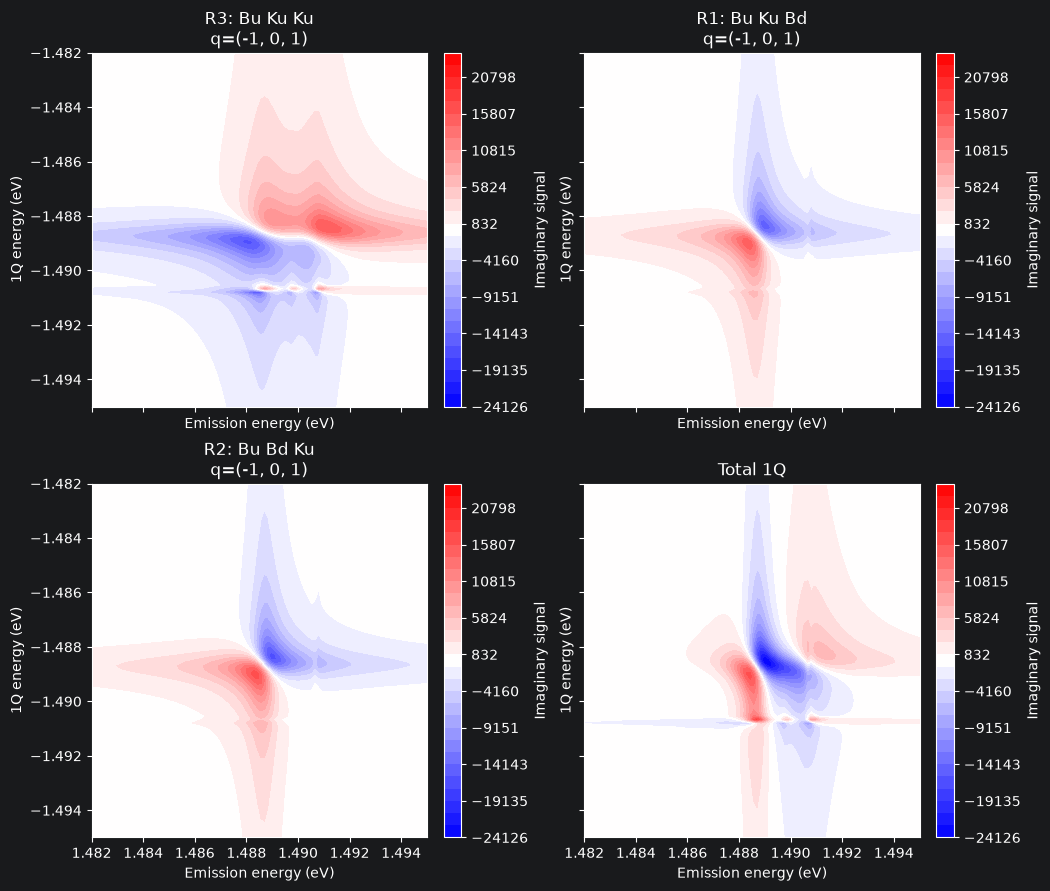 R3: Bu Ku Ku
q=(-1, 0, 1)
−1.482
−1.484
−1.486
−1.488
−1.490
−1.492
−1.494
1Q energy (eV)
Emission energy (eV)
20798
15807
10815
5824
832
−4160
−9151
−14143
−19135
−24126
Imaginary signal
R1: Bu Ku Bd
q=(-1, 0, 1)
1Q energy (eV)
Emission energy (eV)
20798
15807
10815
5824
832
−4160
−9151
−14143
−19135
−24126
Imaginary signal
R2: Bu Bd Ku
q=(-1, 0, 1)
−1.482
−1.484
−1.486
−1.488
−1.490
−1.492
−1.494
1Q energy (eV)
1.482 1.484 1.486 1.488 1.490 1.492 1.494
Emission energy (eV)
20798
15807
10815
5824
832
−4160
−9151
−14143
−19135
−24126
Imaginary signal
Total 1Q
1Q energy (eV)
1.482 1.484 1.486 1.488 1.490 1.492 1.494
Emission energy (eV)
20798
15807
10815
5824
832
−4160
−9151
−14143
−19135
−24126
Imaginary signal